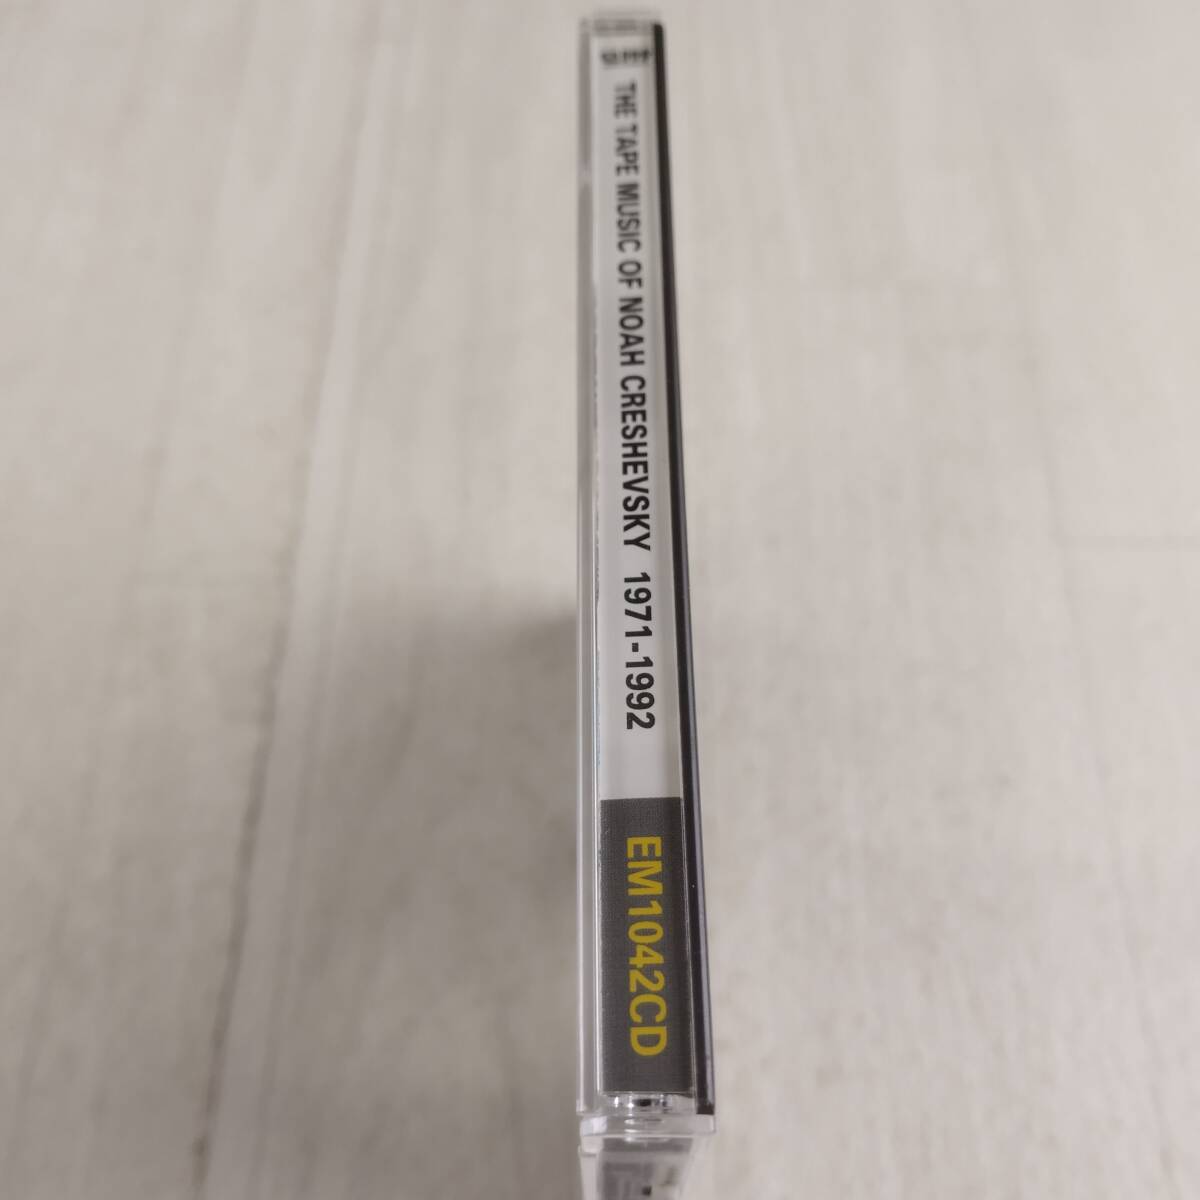 THE TAPE MUSIC OF NOAH CRESHEVSKY 1971-1992
EM1042CD